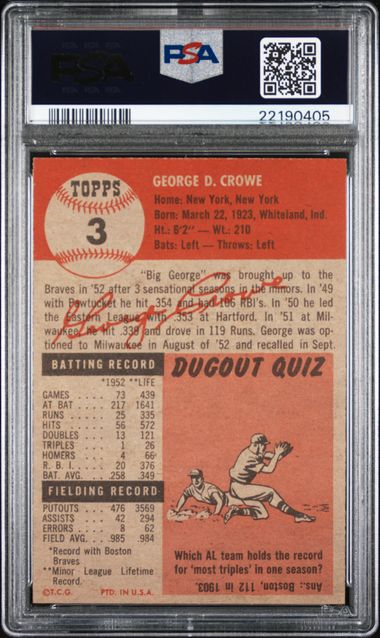 PSA
PSA
22190405
TOPPS
3
GEORGE D. CROWE
Home: New York, New York
Born: March 22, 1923, Whiteland, Ind.
Ht.: 6'2" — Wt.: 210
Bats: Left — Throws: Left
"Big George" was brought up to the
Braves in '52 after 3 sensational seasons in the minors. In '49
with Pawtucket he hit .354 and had 106 RBI's. In '50 he led
the Eastern League with .353 at Hartford. In '51 at Mil-
waukee he hit .339 and drove in 119 Runs. George was op-
tioned to Milwaukee in August of '52 and recalled in Sept.
George Crowe
BATTING RECORD
*1952 **LIFE
GAMES 73 439
AT BAT 217 1641
RUNS 25 335
HITS 56 572
DOUBLES 13 121
TRIPLES 1 26
HOMERS 4 66
R. B. I. 20 376
BAT. AVG. .258 .349
FIELDING RECORD
PUTOUTS 476 3569
ASSISTS 42 294
ERRORS 8 62
FIELD AVG. .985 .984
*Record with Boston
Braves
**Minor League Lifetime
Record.
©T.C.G. PTD. IN U.S.A.
DUGOUT QUIZ
Which AL team holds the record
for 'most triples' in one season?
Ans.: Boston, 112 in 1903.